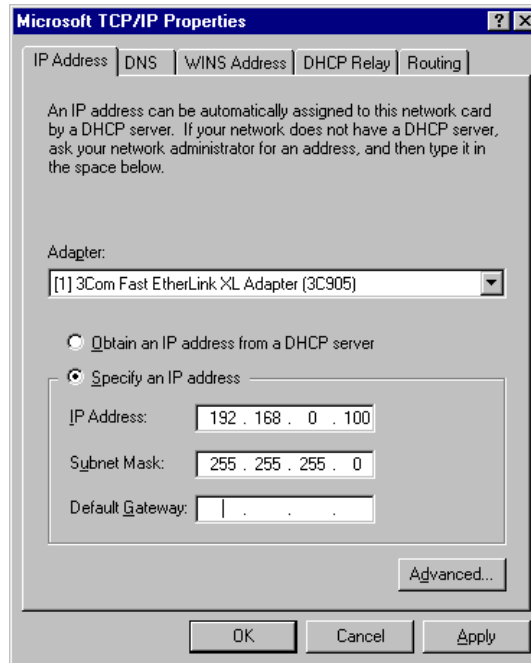 Microsoft TCP/IP Properties
IP Address DNS WINS Address DHCP Relay Routing
An IP address can be automatically assigned to this network card
by a DHCP server. If your network does not have a DHCP server,
ask your network administrator for an address, and then type it in
the space below.
Adapter:
[1] 3Com Fast EtherLink XL Adapter (3C905)
Obtain an IP address from a DHCP server
Specify an IP address
IP Address: 192 . 168 . 0 . 100
Subnet Mask: 255 . 255 . 255 . 0
Default Gateway: . . .
Advanced...
OK Cancel Apply